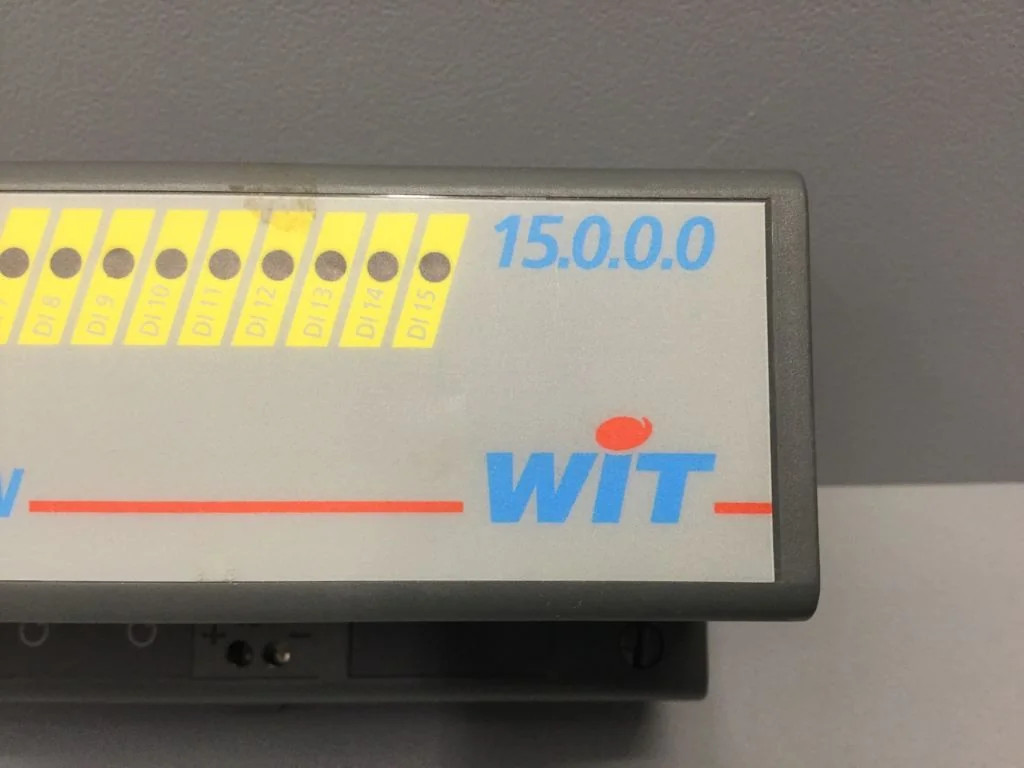 15.0.0.0
DI 8 DI 9 DI 10 DI 11 DI 12 DI 13 DI 14 DI 15
WiT
+ −